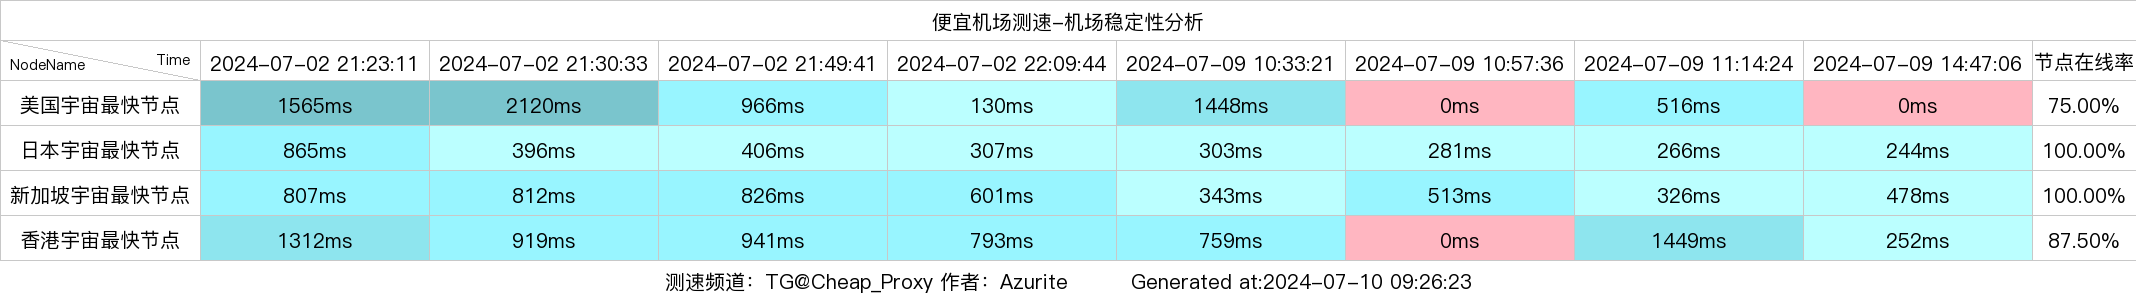 便宜机场测速-机场稳定性分析
NodeName Time 2024-07-02 21:23:11 2024-07-02 21:30:33 2024-07-02 21:49:41 2024-07-02 22:09:44 2024-07-09 10:33:21 2024-07-09 10:57:36 2024-07-09 11:14:24 2024-07-09 14:47:06 节点在线率
美国宇宙最快节点 1565ms 2120ms 966ms 130ms 1448ms 0ms 516ms 0ms 75.00%
日本宇宙最快节点 865ms 396ms 406ms 307ms 303ms 281ms 266ms 244ms 100.00%
新加坡宇宙最快节点 807ms 812ms 826ms 601ms 343ms 513ms 326ms 478ms 100.00%
香港宇宙最快节点 1312ms 919ms 941ms 793ms 759ms 0ms 1449ms 252ms 87.50%
测速频道：TG@Cheap_Proxy 作者：Azurite Generated at:2024-07-10 09:26:23